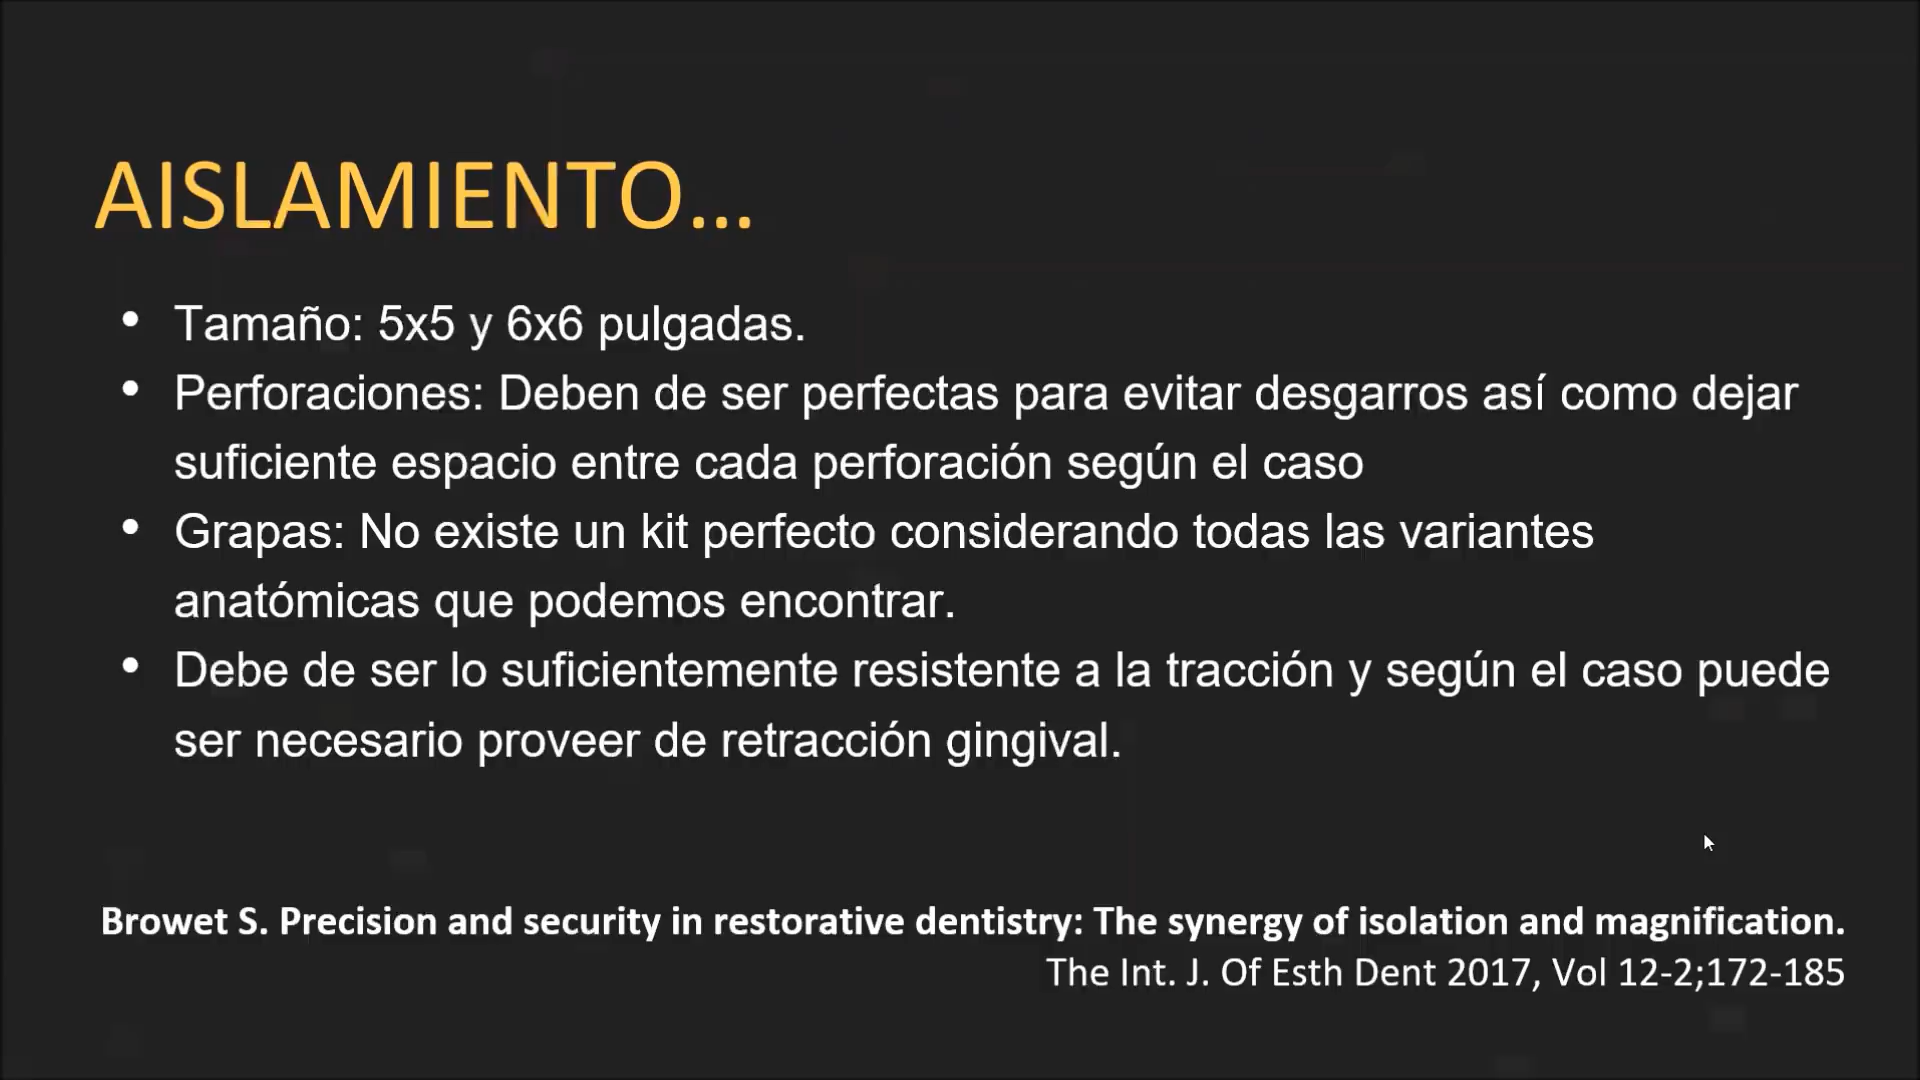 AISLAMIENTO...
• Tamaño: 5x5 y 6x6 pulgadas.
• Perforaciones: Deben de ser perfectas para evitar desgarros así como dejar
suficiente espacio entre cada perforación según el caso
• Grapas: No existe un kit perfecto considerando todas las variantes
anatómicas que podemos encontrar.
• Debe de ser lo suficientemente resistente a la tracción y según el caso puede
ser necesario proveer de retracción gingival.
Browet S. Precision and security in restorative dentistry: The synergy of isolation and magnification.
The Int. J. Of Esth Dent 2017, Vol 12-2;172-185